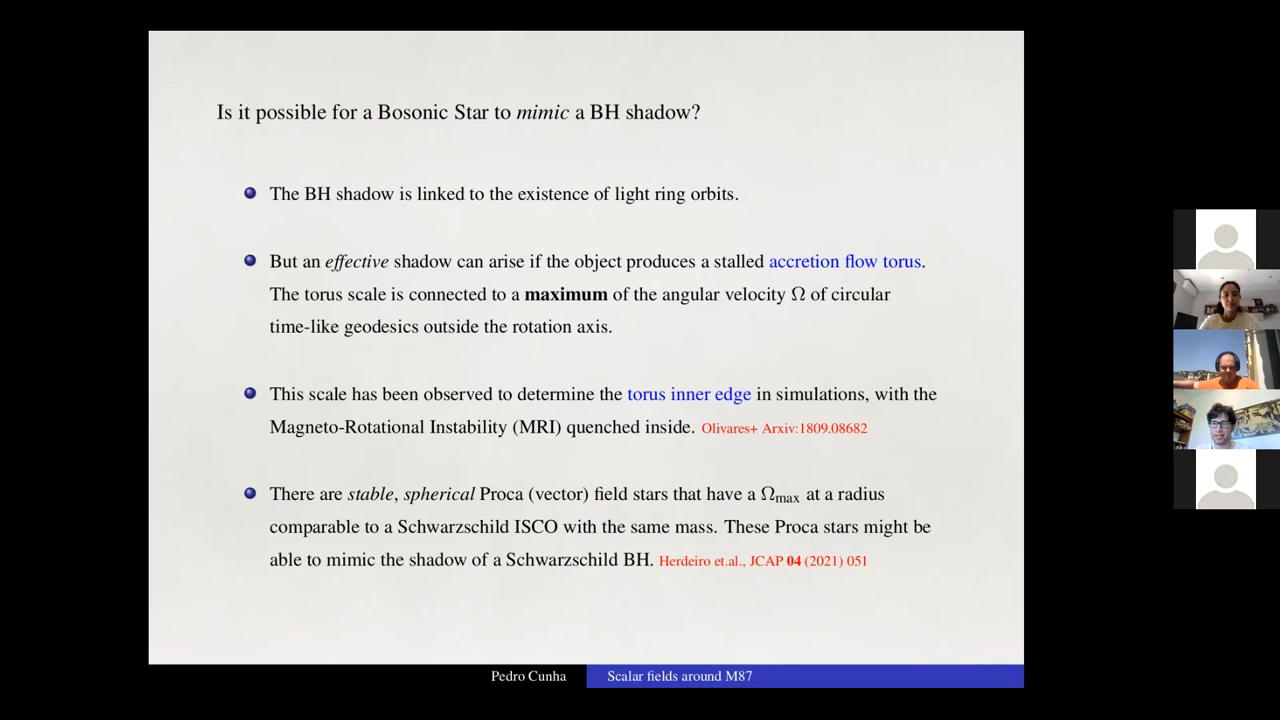 Is it possible for a Bosonic Star to mimic a BH shadow?
The BH shadow is linked to the existence of light ring orbits.
But an effective shadow can arise if the object produces a stalled accretion flow torus.
The torus scale is connected to a maximum of the angular velocity Ω of circular
time-like geodesics outside the rotation axis.
This scale has been observed to determine the torus inner edge in simulations, with the
Magneto-Rotational Instability (MRI) quenched inside. Olivares+ Arxiv:1809.08682
There are stable, spherical Proca (vector) field stars that have a Ωmax at a radius
comparable to a Schwarzschild ISCO with the same mass. These Proca stars might be
able to mimic the shadow of a Schwarzschild BH. Herdeiro et.al., JCAP 04 (2021) 051
Pedro Cunha
Scalar fields around M87